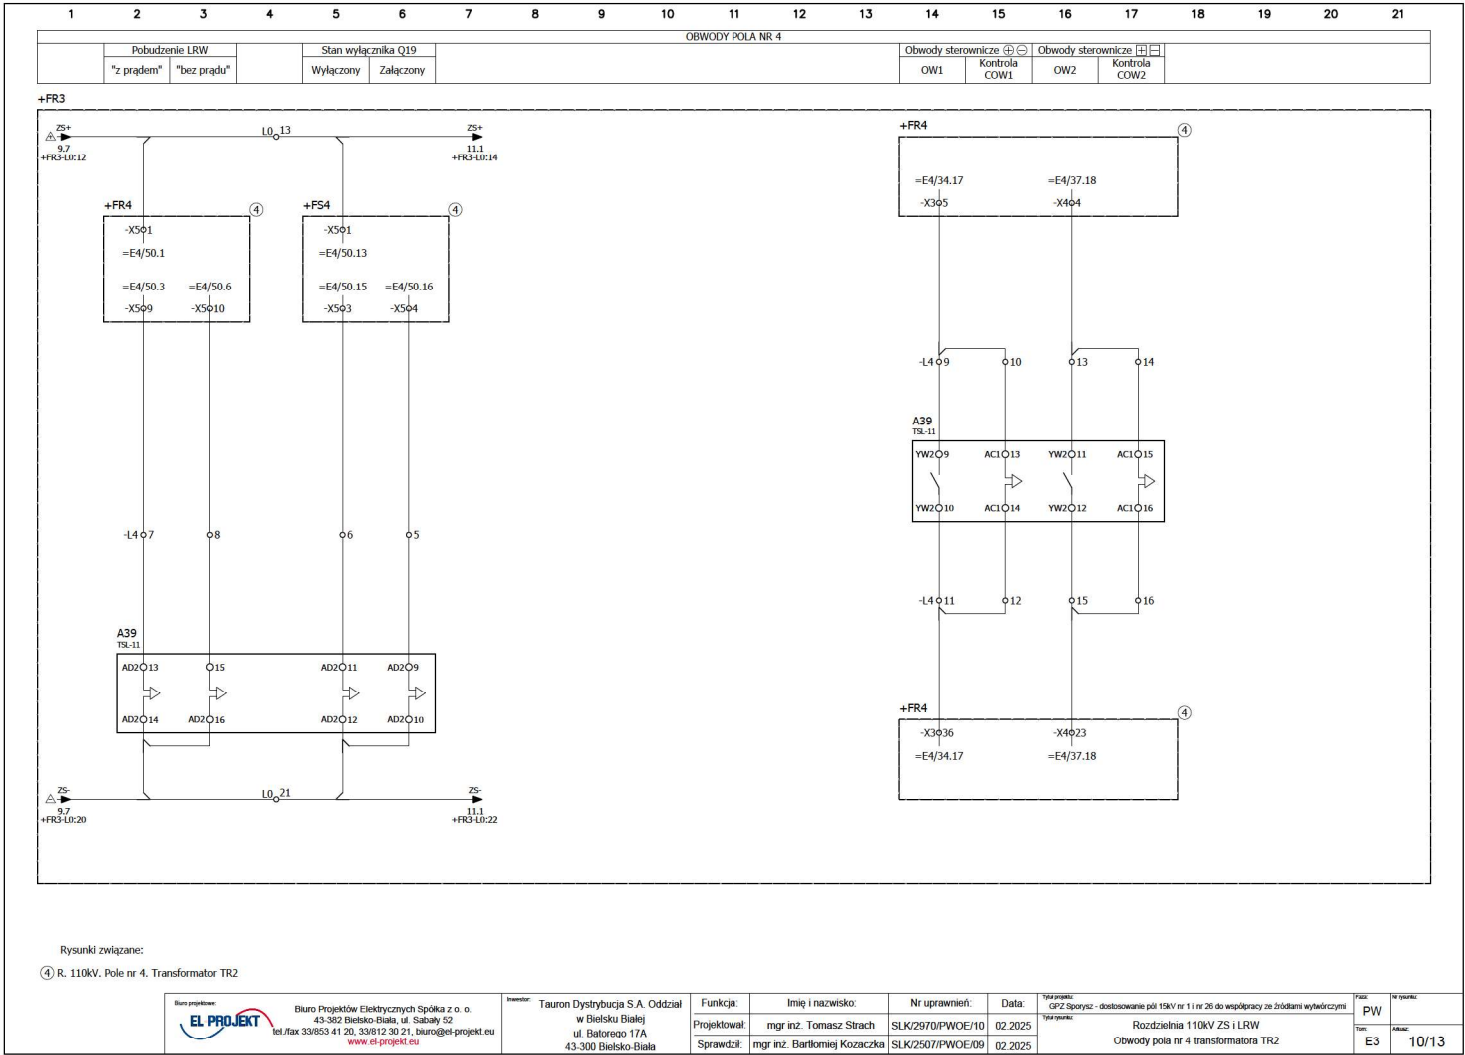 1 2 3 4 5 6 7 8 9 10 11 12 13 14 15 16 17 18 19 20 21
OBWODY POLA NR 4
Pobudzenie LRW
Stan wyłącznika Q19
Obwody sterownicze
Obwody sterownicze
"z prądem"
"bez prądu"
Wyłączony
Załączony
OW1
Kontrola
COW1
OW2
Kontrola
COW2
+FR3
ZS+
9.7
+FR3-L0:12
L0 13
ZS+
11.1
+FR3-L0:14
+FR4
4
-X5 1
=E4/50.1
=E4/50.3
=E4/50.6
-X5 9
-X5 10
+FS4
4
-X5 1
=E4/50.13
=E4/50.15
=E4/50.16
-X5 3
-X5 4
+FR4
4
=E4/34.17
=E4/37.18
-X3 5
-X4 4
-L4 9
10
13
14
A39
TSL-11
YW2 9
AC1 13
YW2 11
AC1 15
YW2 10
AC1 14
YW2 12
AC1 16
-L4 7
8
6
5
-L4 11
12
15
16
A39
TSL-11
AD2 13
15
AD2 11
AD2 9
AD2 14
AD2 16
AD2 12
AD2 10
+FR4
4
-X3 36
-X4 23
=E4/34.17
=E4/37.18
ZS-
9.7
+FR3-L0:20
L0 21
ZS-
11.1
+FR3-L0:22
Rysunki związane:
4 R. 110kV. Pole nr 4. Transformator TR2
Biuro projektowe:
EL PROJEKT
Biuro Projektów Elektrycznych Spółka z o. o.
43-382 Bielsko-Biała, ul. Sabały 52
tel./fax 33/853 41 20, 33/812 30 21, biuro@el-projekt.eu
www.el-projekt.eu
Inwestor:
Tauron Dystrybucja S.A. Oddział
w Bielsku Białej
ul. Batorego 17A
43-300 Bielsko-Biała
Funkcja: Imię i nazwisko: Nr uprawnień: Data:
Projektował: mgr inż. Tomasz Strach SLK/2970/PWOE/10 02.2025
Sprawdził: mgr inż. Bartłomiej Kozaczka SLK/2507/PWOE/09 02.2025
Tytuł projektu:
GPZ Sporysz - dostosowanie pól 15kV nr 1 i nr 26 do współpracy ze źródłami wytwórczymi
Tytuł rysunku:
Rozdzielnia 110kV ZS i LRW
Obwody pola nr 4 transformatora TR2
Faza:
PW
Nr rysunku:
Tom:
E3
Arkusz:
10/13